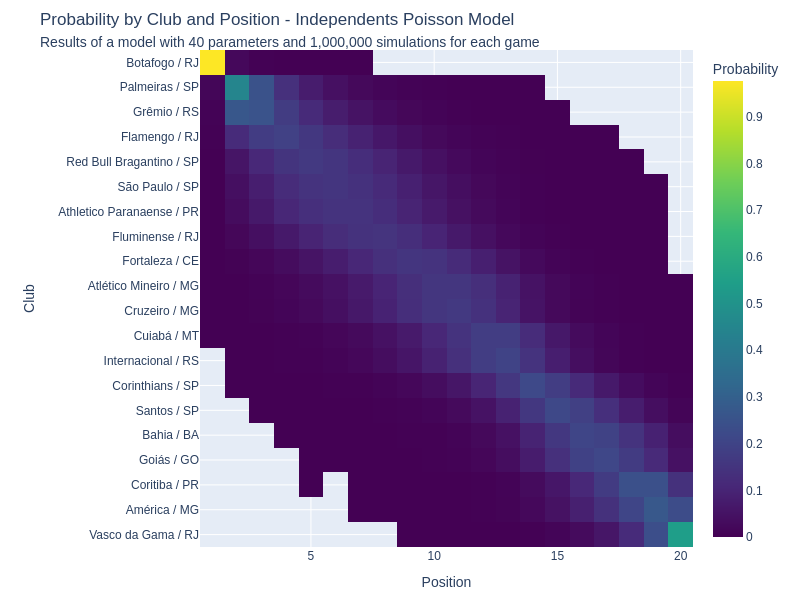 Probability by Club and Position - Independents Poisson Model
Results of a model with 40 parameters and 1,000,000 simulations for each game
Probability
Botafogo / RJ
Palmeiras / SP
Grêmio / RS
Flamengo / RJ
Red Bull Bragantino / SP
São Paulo / SP
Athletico Paranaense / PR
Fluminense / RJ
Fortaleza / CE
Atlético Mineiro / MG
Cruzeiro / MG
Cuiabá / MT
Internacional / RS
Corinthians / SP
Santos / SP
Bahia / BA
Goiás / GO
Coritiba / PR
América / MG
Vasco da Gama / RJ
Club
5
10
15
20
Position
0.9
0.8
0.7
0.6
0.5
0.4
0.3
0.2
0.1
0